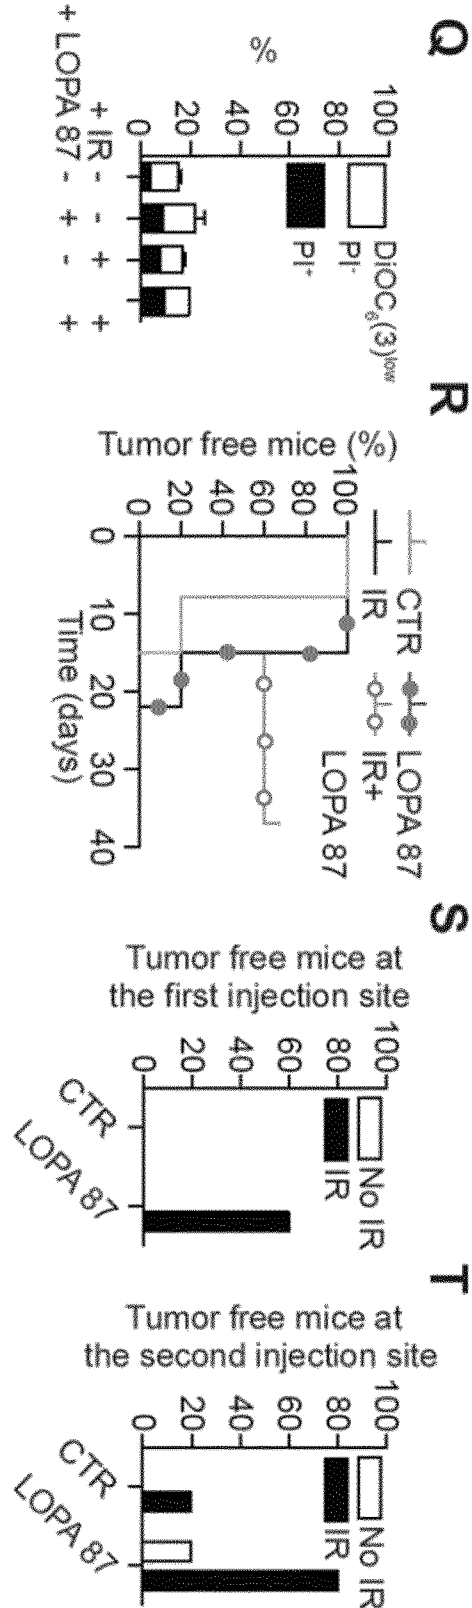 Q
%
100
80
60
40
20
0
DiOC₆(3)ˡᵒʷ
PI⁻
PI⁺
+ IR - - + +
+ LOPA 87 - + - +
R
Tumor free mice (%)
100
80
60
40
20
0
0 10 20 30 40
Time (days)
CTR
IR
LOPA 87
IR+
LOPA 87
S
Tumor free mice at
the first injection site
100
80
60
40
20
0
No IR
IR
CTR
LOPA 87
T
Tumor free mice at
the second injection site
100
80
60
40
20
0
No IR
IR
CTR
LOPA 87